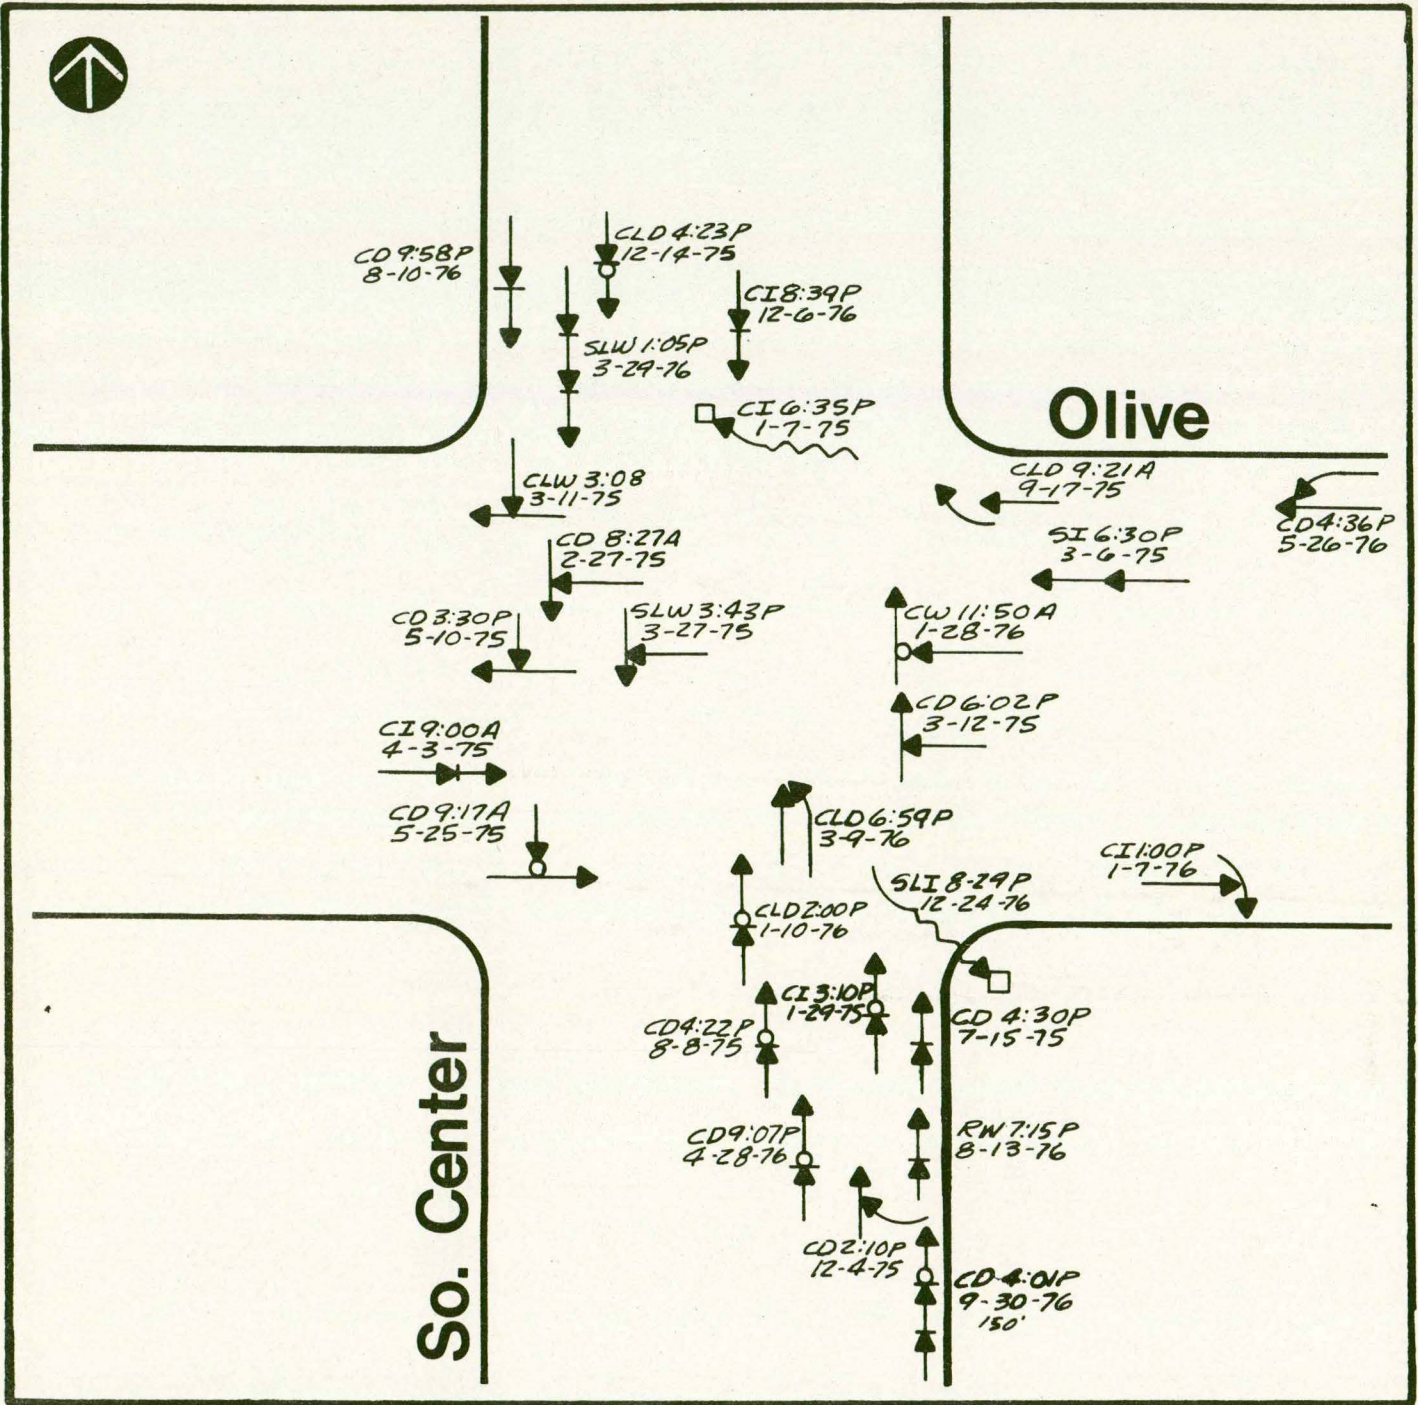 CD 9:58P
8-10-76
CLD 4:23P
12-14-75
CI 8:39P
12-6-76
SLW 1:05P
3-29-76
CI 6:35P
1-7-75
Olive
CLW 3:08
3-11-75
CLD 9:21A
9-17-75
CD 4:36P
5-26-76
CD 8:27A
2-27-75
SI 6:30P
3-6-75
CD 3:30P
5-10-75
SLW 3:43P
3-27-75
CW 11:50A
1-28-76
CD 6:02P
3-12-75
CI 9:00A
4-3-75
CD 9:17A
5-25-75
CLD 6:59P
3-9-76
CI 1:00P
1-7-76
SLI 8-29P
12-24-76
CLD 2:00P
1-10-76
CI 3:10P
1-29-75
CD 4:22P
8-8-75
CD 4:30P
7-15-75
So. Center
CD 9:07P
4-28-76
RW 7:15P
8-13-76
CD 2:10P
12-4-75
CD 4:01P
9-30-76
150'